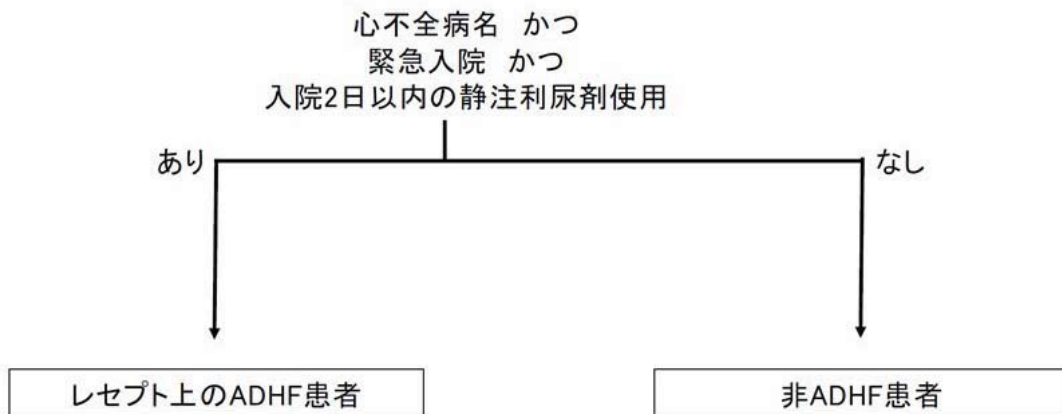 心不全病名 かつ
緊急入院 かつ
入院2日以内の静注利尿剤使用
あり
なし
レセプト上のADHF患者
非ADHF患者